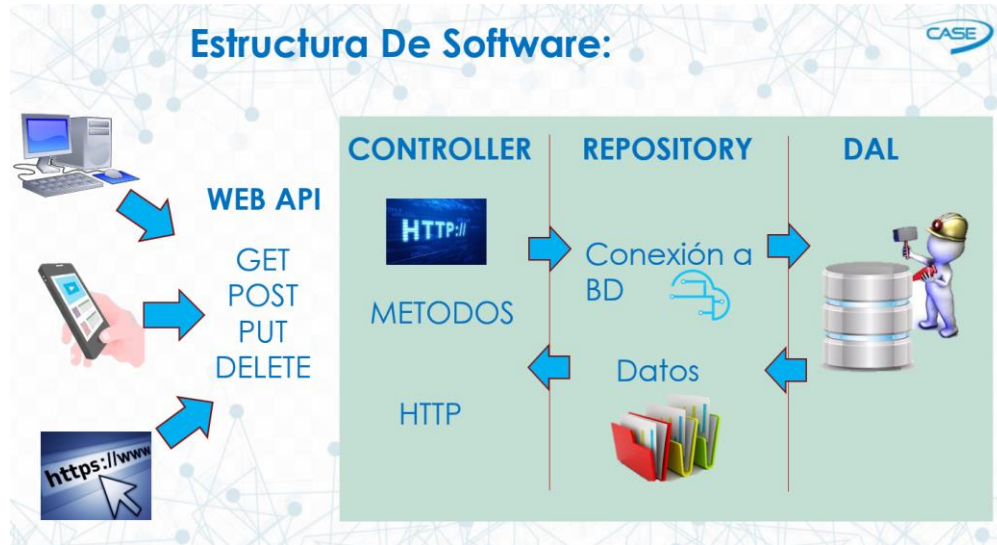 Estructura De Software:
CASE
CONTROLLER
REPOSITORY
DAL
WEB API
GET
POST
PUT
DELETE
HTTP://
METODOS
HTTP
Conexión a
BD
Datos
https://www